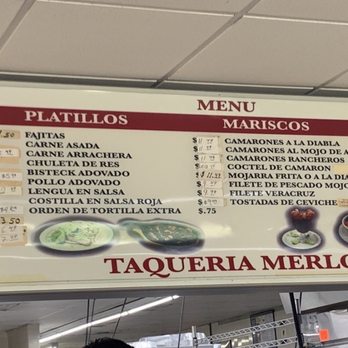 MENU
PLATILLOS
MARISCOS
FAJITAS
CARNE ASADA
CARNE ARRACHERA
CHULETA DE RES
BISTECK ADOVADO
POLLO ADOVADO
LENGUA EN SALSA
COSTILLA EN SALSA ROJA
ORDEN DE TORTILLA EXTRA $.75
3.50
CAMARONES A LA DIABLA
CAMARONES AL MOJO DE
CAMARONES RANCHEROS
COCTEL DE CAMARON
MOJARRA FRITA O A LA
FILETE DE PESCADO MOJO
FILETE VERACRUZ
TOSTADAS DE CEVICHE
TAQUERIA MERLO